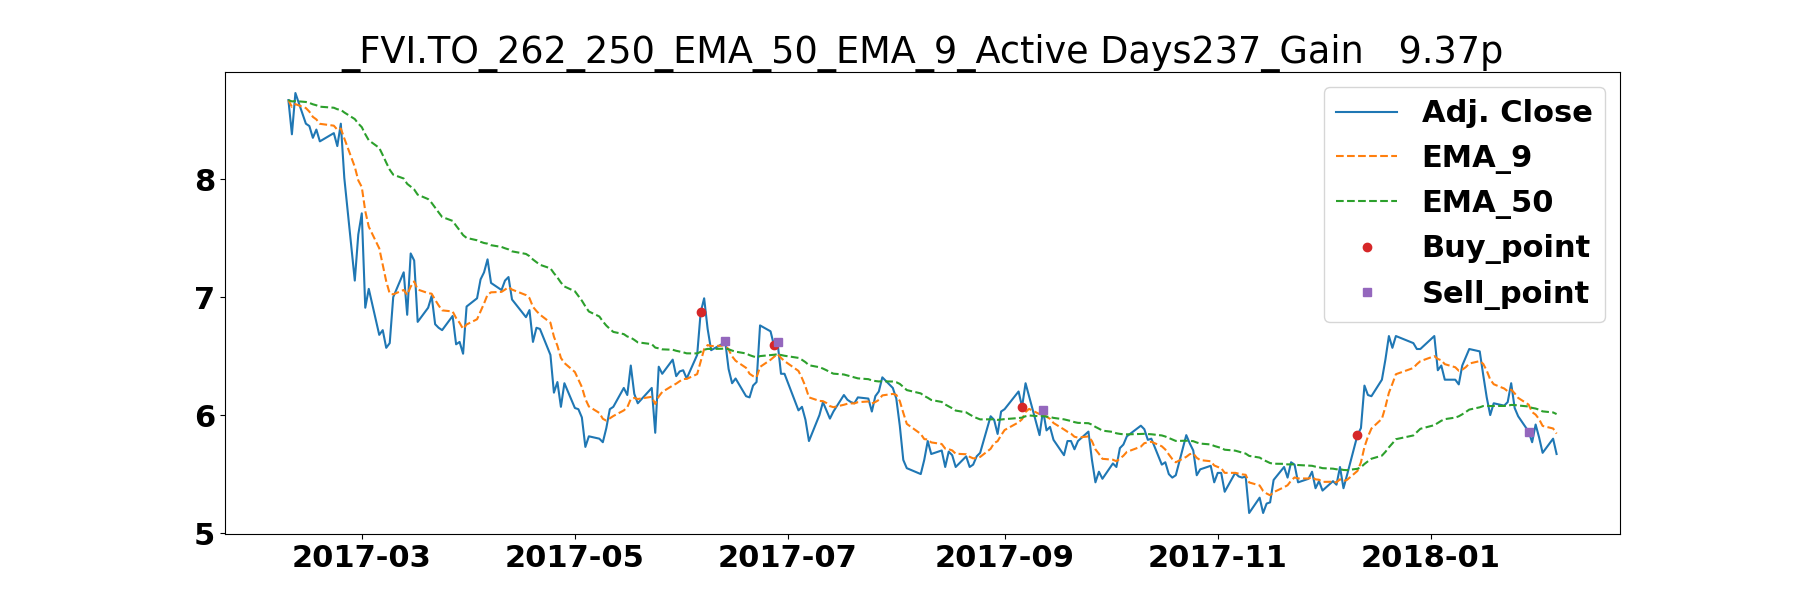 _FVI.TO_262_250_EMA_50_EMA_9_Active Days237_Gain   9.37p
Adj. Close
EMA_9
EMA_50
Buy_point
Sell_point
8
7
6
5
2017-03 2017-05 2017-07 2017-09 2017-11 2018-01